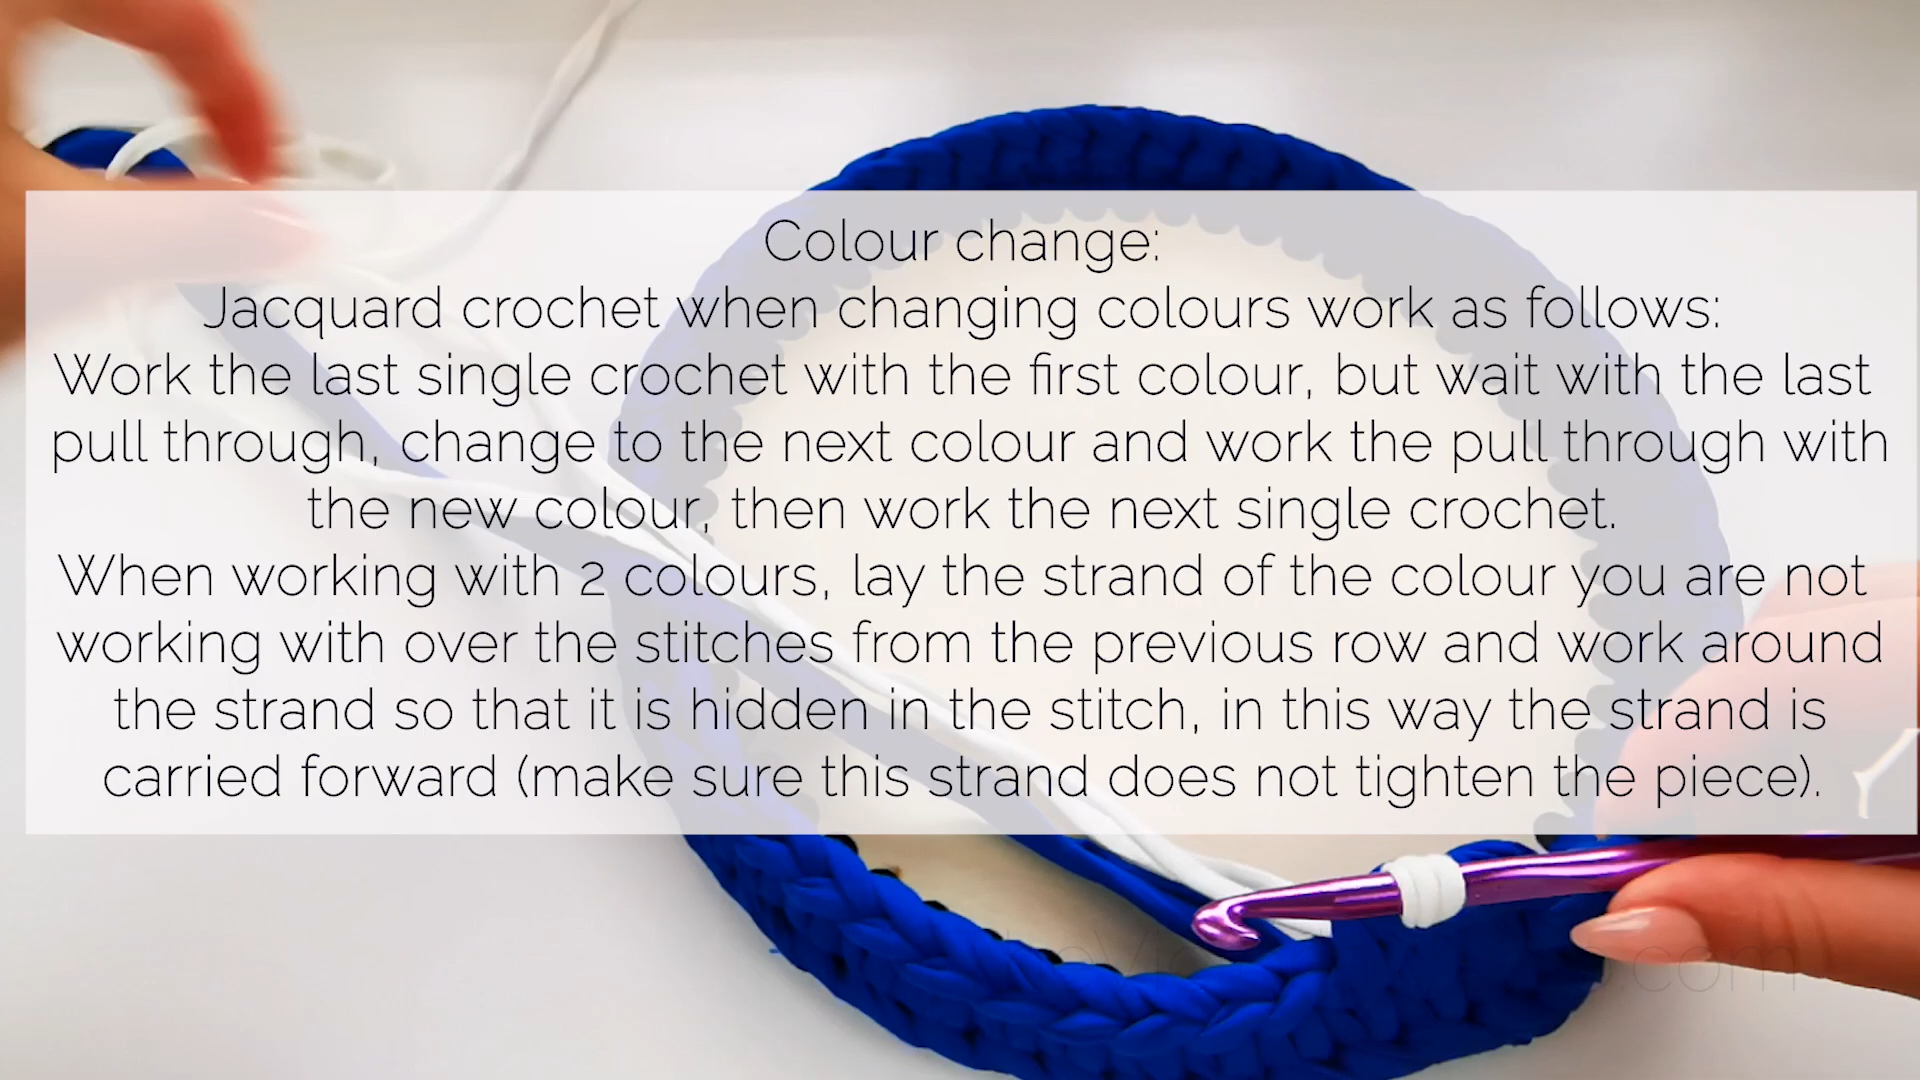 Colour change:
Jacquard crochet when changing colours work as follows:
Work the last single crochet with the first colour, but wait with the last
pull through, change to the next colour and work the pull through with
the new colour, then work the next single crochet.
When working with 2 colours, lay the strand of the colour you are not
working with over the stitches from the previous row and work around
the strand so that it is hidden in the stitch, in this way the strand is
carried forward (make sure this strand does not tighten the piece).